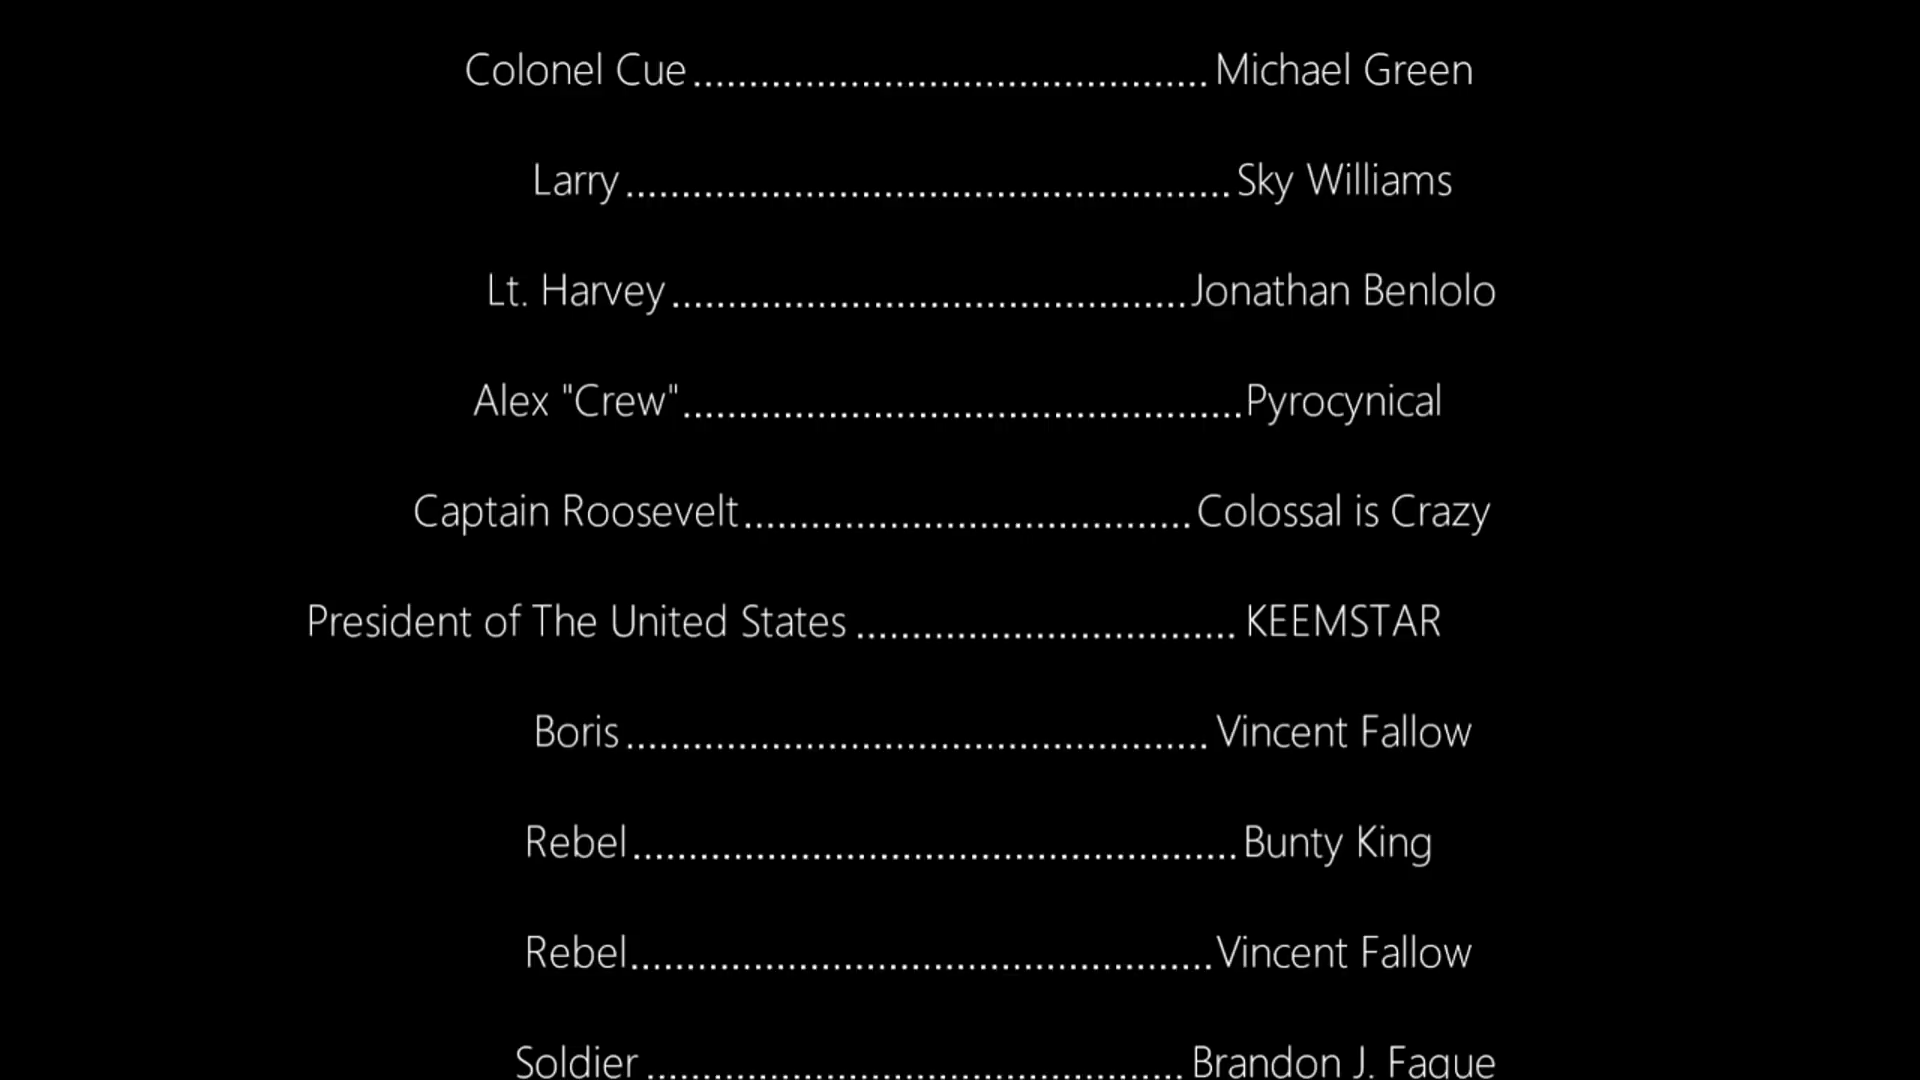 Colonel Cue.............................................. Michael Green
Larry...................................................... Sky Williams
Lt. Harvey..............................................Jonathan Benlolo
Alex "Crew"..................................................Pyrocynical
Captain Roosevelt........................................Colossal is Crazy
President of The United States.................................. KEEMSTAR
Boris.................................................... Vincent Fallow
Rebel......................................................Bunty King
Rebel....................................................Vincent Fallow
Soldier................................................ Brandon J. Fague